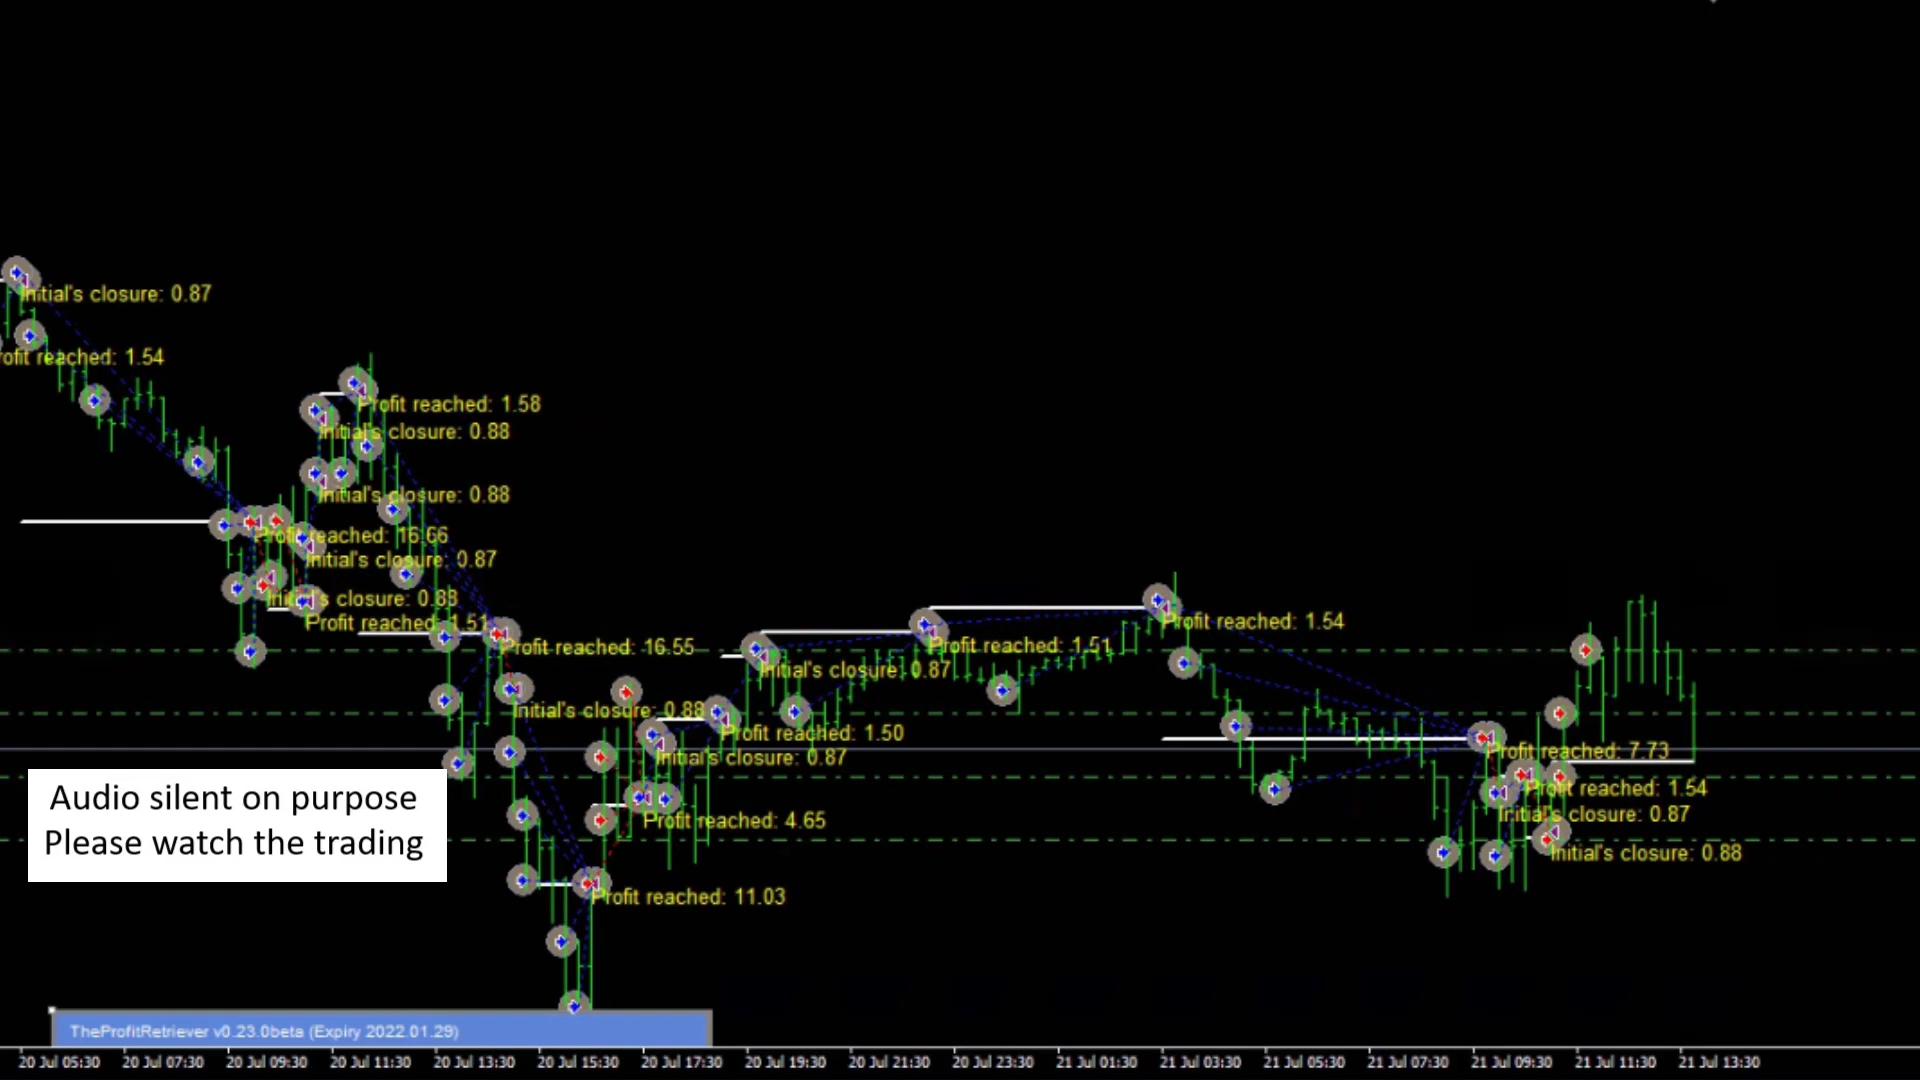 Initial's closure: 0.87
rofit reached: 1.54
Profit reached: 1.58
Initial's closure: 0.88
Initial's closure: 0.88
Profit reached: 16.66
Initial's closure: 0.87
Initial's closure: 0.88
Profit reached: 1.51
Profit reached: 16.55
Initial's closure: 0.88
Profit reached: 4.65
Profit reached: 11.03
Initial's closure: 0.87
Profit reached: 1.50
Initial's closure: 0.87
Profit reached: 1.51
Profit reached: 1.54
Profit reached: 7.73
Profit reached: 1.54
Initial's closure: 0.87
Initial's closure: 0.88
Audio silent on purpose
Please watch the trading
TheProfitRetriever v0.23.0beta (Expiry 2022.01.29)
20 Jul 05:30 20 Jul 07:30 20 Jul 09:30 20 Jul 11:30 20 Jul 13:30 20 Jul 15:30 20 Jul 17:30 20 Jul 19:30 20 Jul 21:30 20 Jul 23:30 21 Jul 01:30 21 Jul 03:30 21 Jul 05:30 21 Jul 07:30 21 Jul 09:30 21 Jul 11:30 21 Jul 13:30